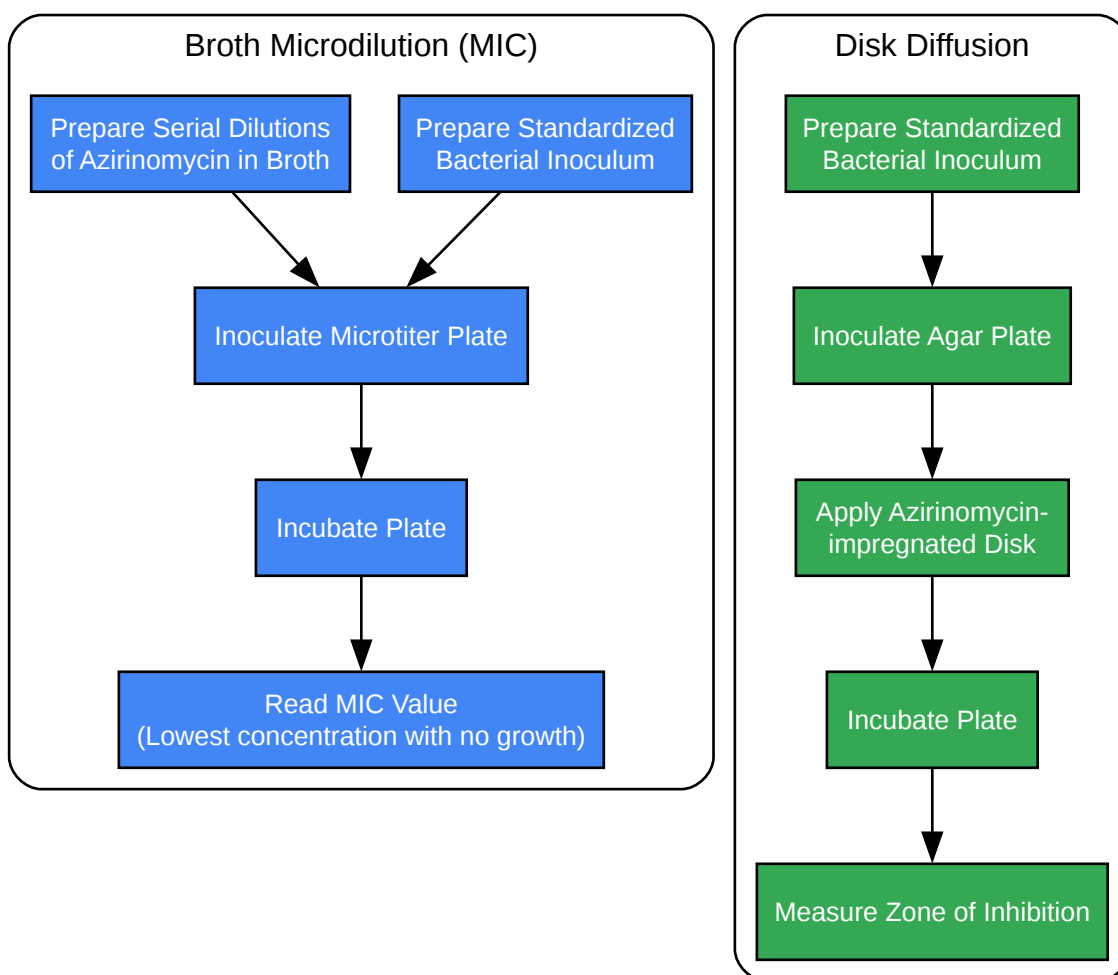 Broth Microdilution (MIC)
Prepare Serial Dilutions
of Azirinomycin in Broth
Prepare Standardized
Bacterial Inoculum
Inoculate Microtiter Plate
Incubate Plate
Read MIC Value
(Lowest concentration with no growth)
Disk Diffusion
Prepare Standardized
Bacterial Inoculum
Inoculate Agar Plate
Apply Azirinomycin-
impregnated Disk
Incubate Plate
Measure Zone of Inhibition